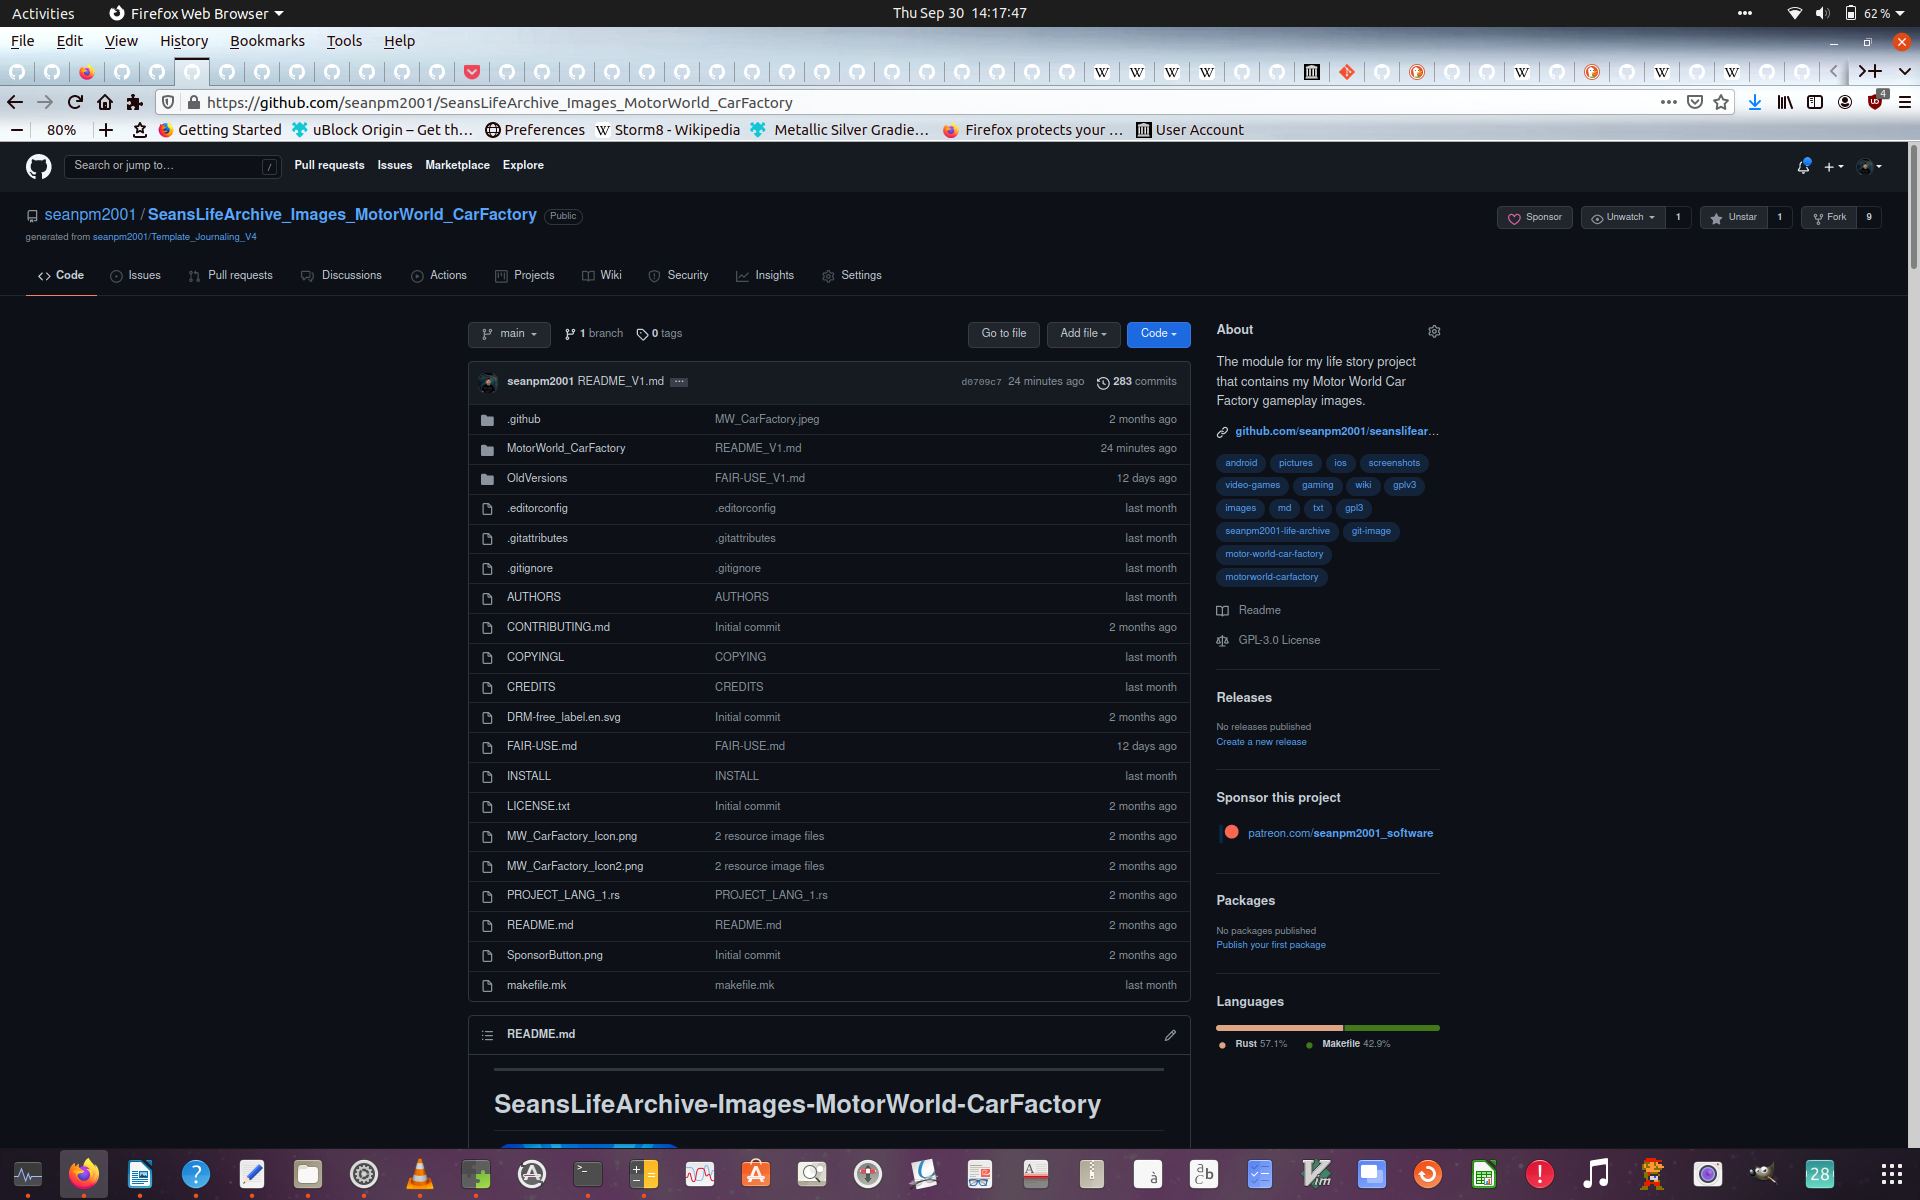 Activities Firefox Web Browser Thu Sep 30 14:17:47 62 %
File Edit View History Bookmarks Tools Help
https://github.com/seanpm2001/SeansLifeArchive_Images_MotorWorld_CarFactory 4
80% Getting Started uBlock Origin – Get th… Preferences Storm8 - Wikipedia Metallic Silver Gradie… Firefox protects your … User Account
Search or jump to… / Pull requests Issues Marketplace Explore
seanpm2001 / SeansLifeArchive_Images_MotorWorld_CarFactory Public Sponsor Unwatch 1 Unstar 1 Fork 9
generated from seanpm2001/Template_Journaling_V4
Code Issues Pull requests Discussions Actions Projects Wiki Security Insights Settings
main 1 branch 0 tags Go to file Add file Code
seanpm2001 README_V1.md ... d0709c7 24 minutes ago 283 commits
.github MW_CarFactory.jpeg 2 months ago
MotorWorld_CarFactory README_V1.md 24 minutes ago
OldVersions FAIR-USE_V1.md 12 days ago
.editorconfig .editorconfig last month
.gitattributes .gitattributes last month
.gitignore .gitignore last month
AUTHORS AUTHORS last month
CONTRIBUTING.md Initial commit 2 months ago
COPYINGL COPYING last month
CREDITS CREDITS last month
DRM-free_label.en.svg Initial commit 2 months ago
FAIR-USE.md FAIR-USE.md 12 days ago
INSTALL INSTALL last month
LICENSE.txt Initial commit 2 months ago
MW_CarFactory_Icon.png 2 resource image files 2 months ago
MW_CarFactory_Icon2.png 2 resource image files 2 months ago
PROJECT_LANG_1.rs PROJECT_LANG_1.rs 2 months ago
README.md README.md 2 months ago
SponsorButton.png Initial commit 2 months ago
makefile.mk makefile.mk last month
README.md
SeansLifeArchive-Images-MotorWorld-CarFactory
About
The module for my life story project
that contains my Motor World Car
Factory gameplay images.
github.com/seanpm2001/seanslifear…
android pictures ios screenshots
video-games gaming wiki gplv3
images md txt gpl3
seanpm2001-life-archive git-image
motor-world-car-factory
motorworld-carfactory
Readme
GPL-3.0 License
Releases
No releases published
Create a new release
Sponsor this project
patreon.com/seanpm2001_software
Packages
No packages published
Publish your first package
Languages
Rust 57.1% Makefile 42.9%
28